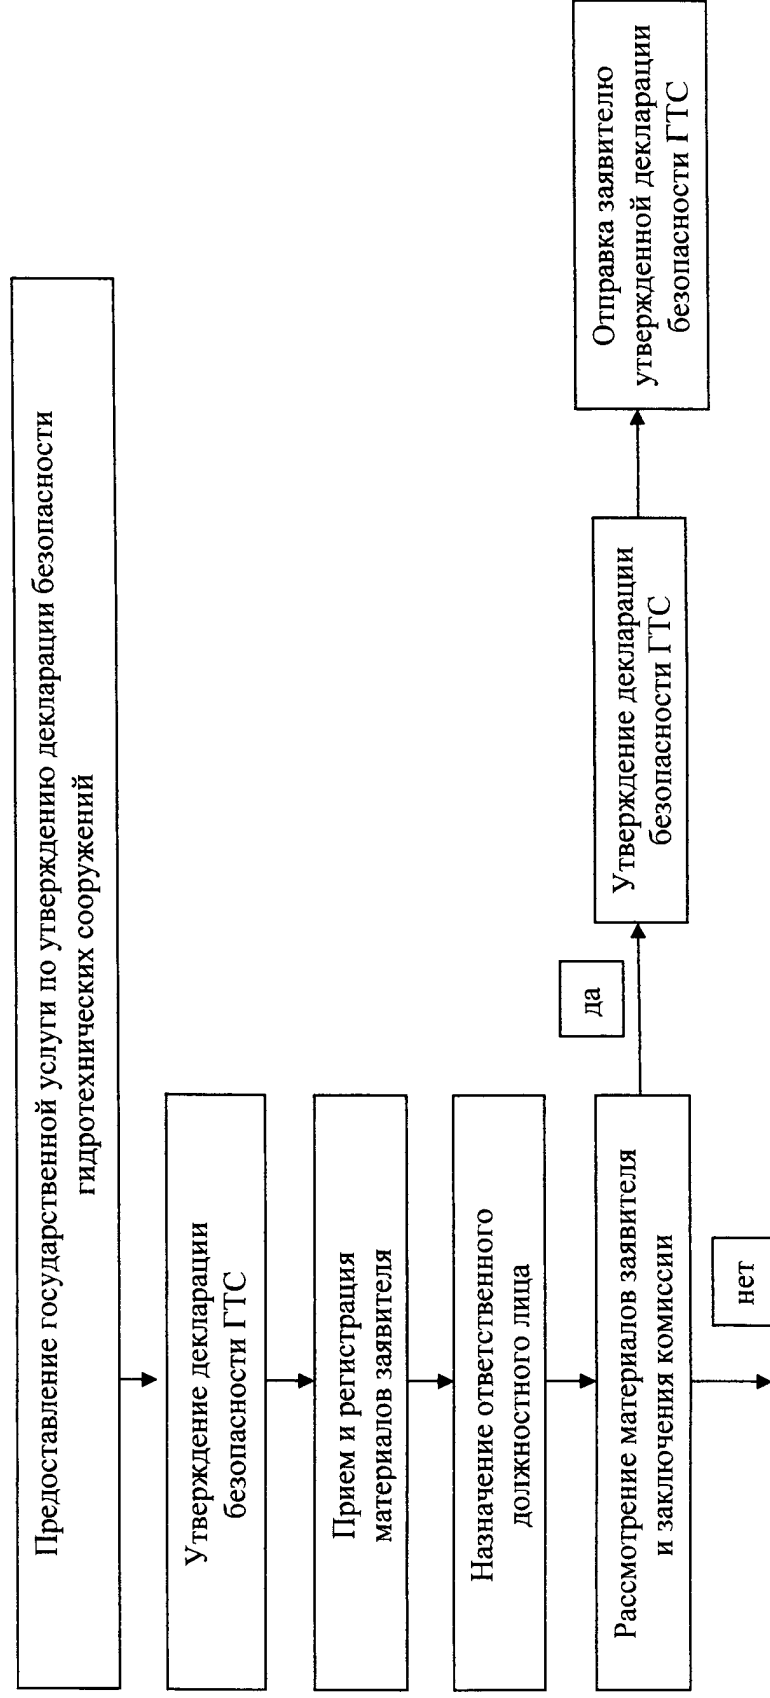 Предоставление государственной услуги по утверждению декларации безопасности
гидротехнических сооружений
Утверждение декларации
безопасности ГТС
Прием и регистрация
материалов заявителя
Назначение ответственного
должностного лица
Рассмотрение материалов заявителя
и заключения комиссии
да
Утверждение декларации
безопасности ГТС
Отправка заявителю
утвержденной декларации
безопасности ГТС
нет